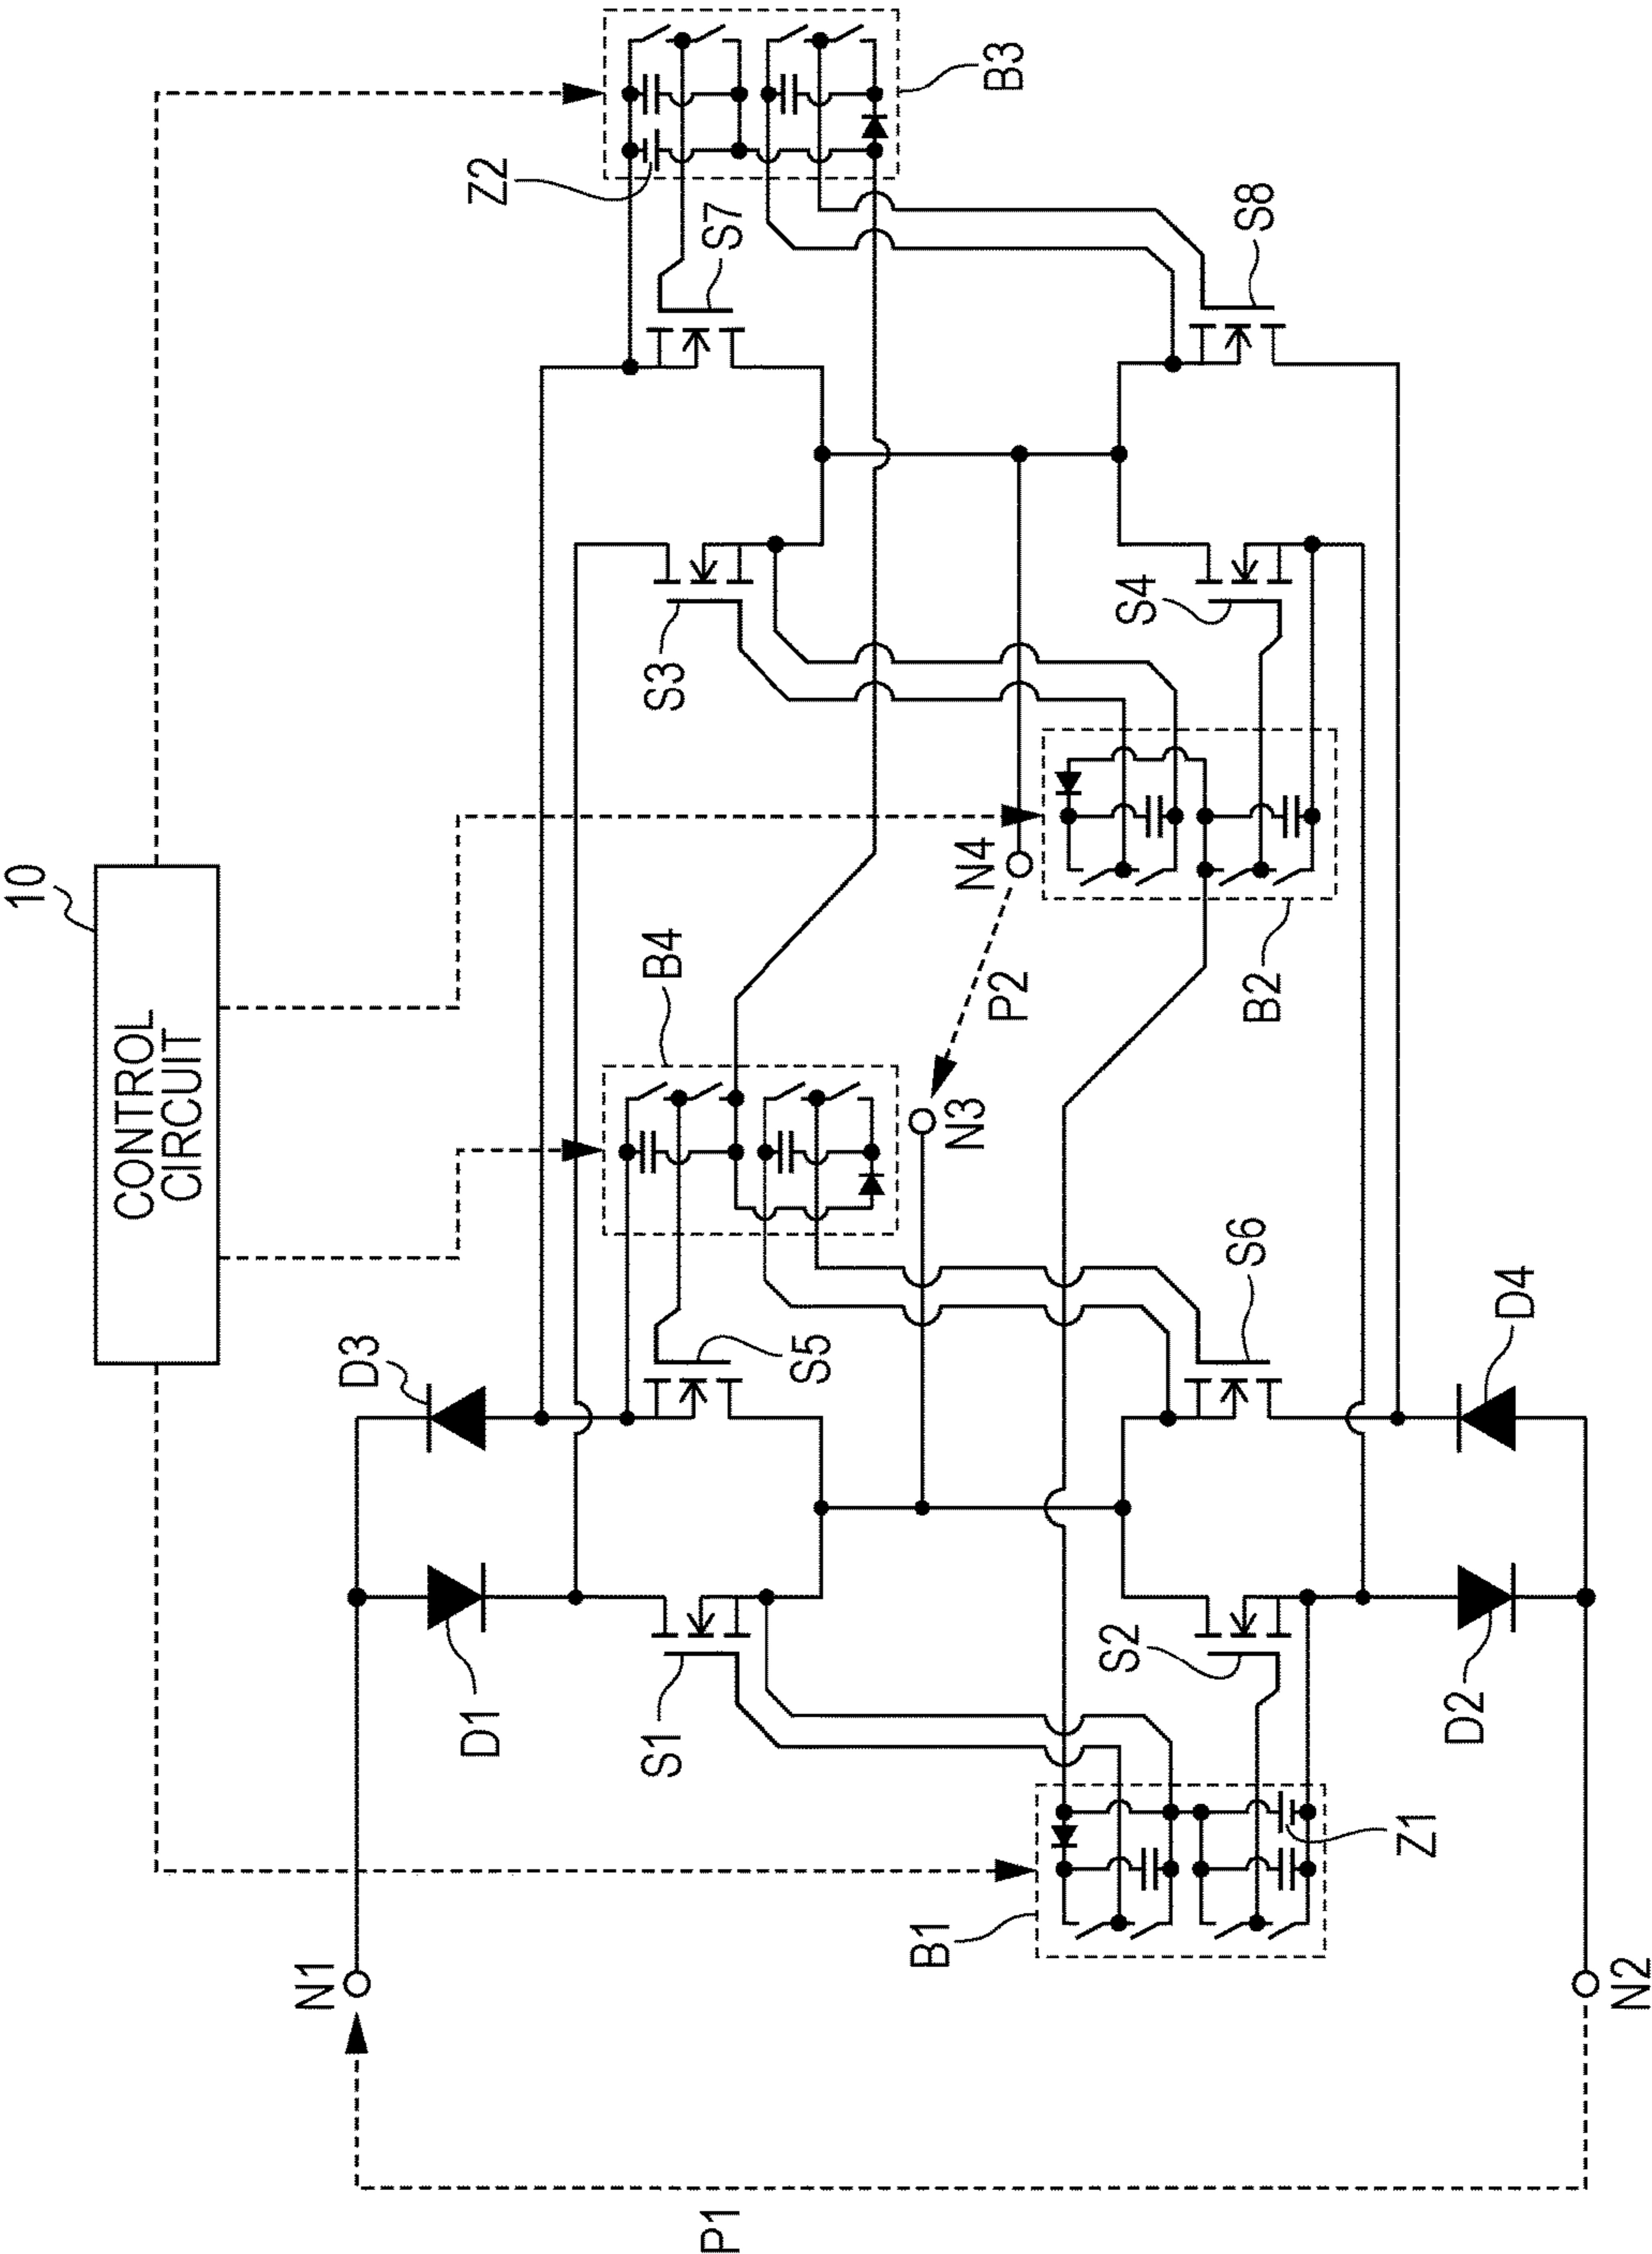 10
CONTROL
CIRCUIT
B3
Z2
S7
S8
S3
S4
N4
B4
P2
B2
N3
S6
S5
D3
D4
D1
S1
S2
D2
Z1
B1
N1
N2
P1